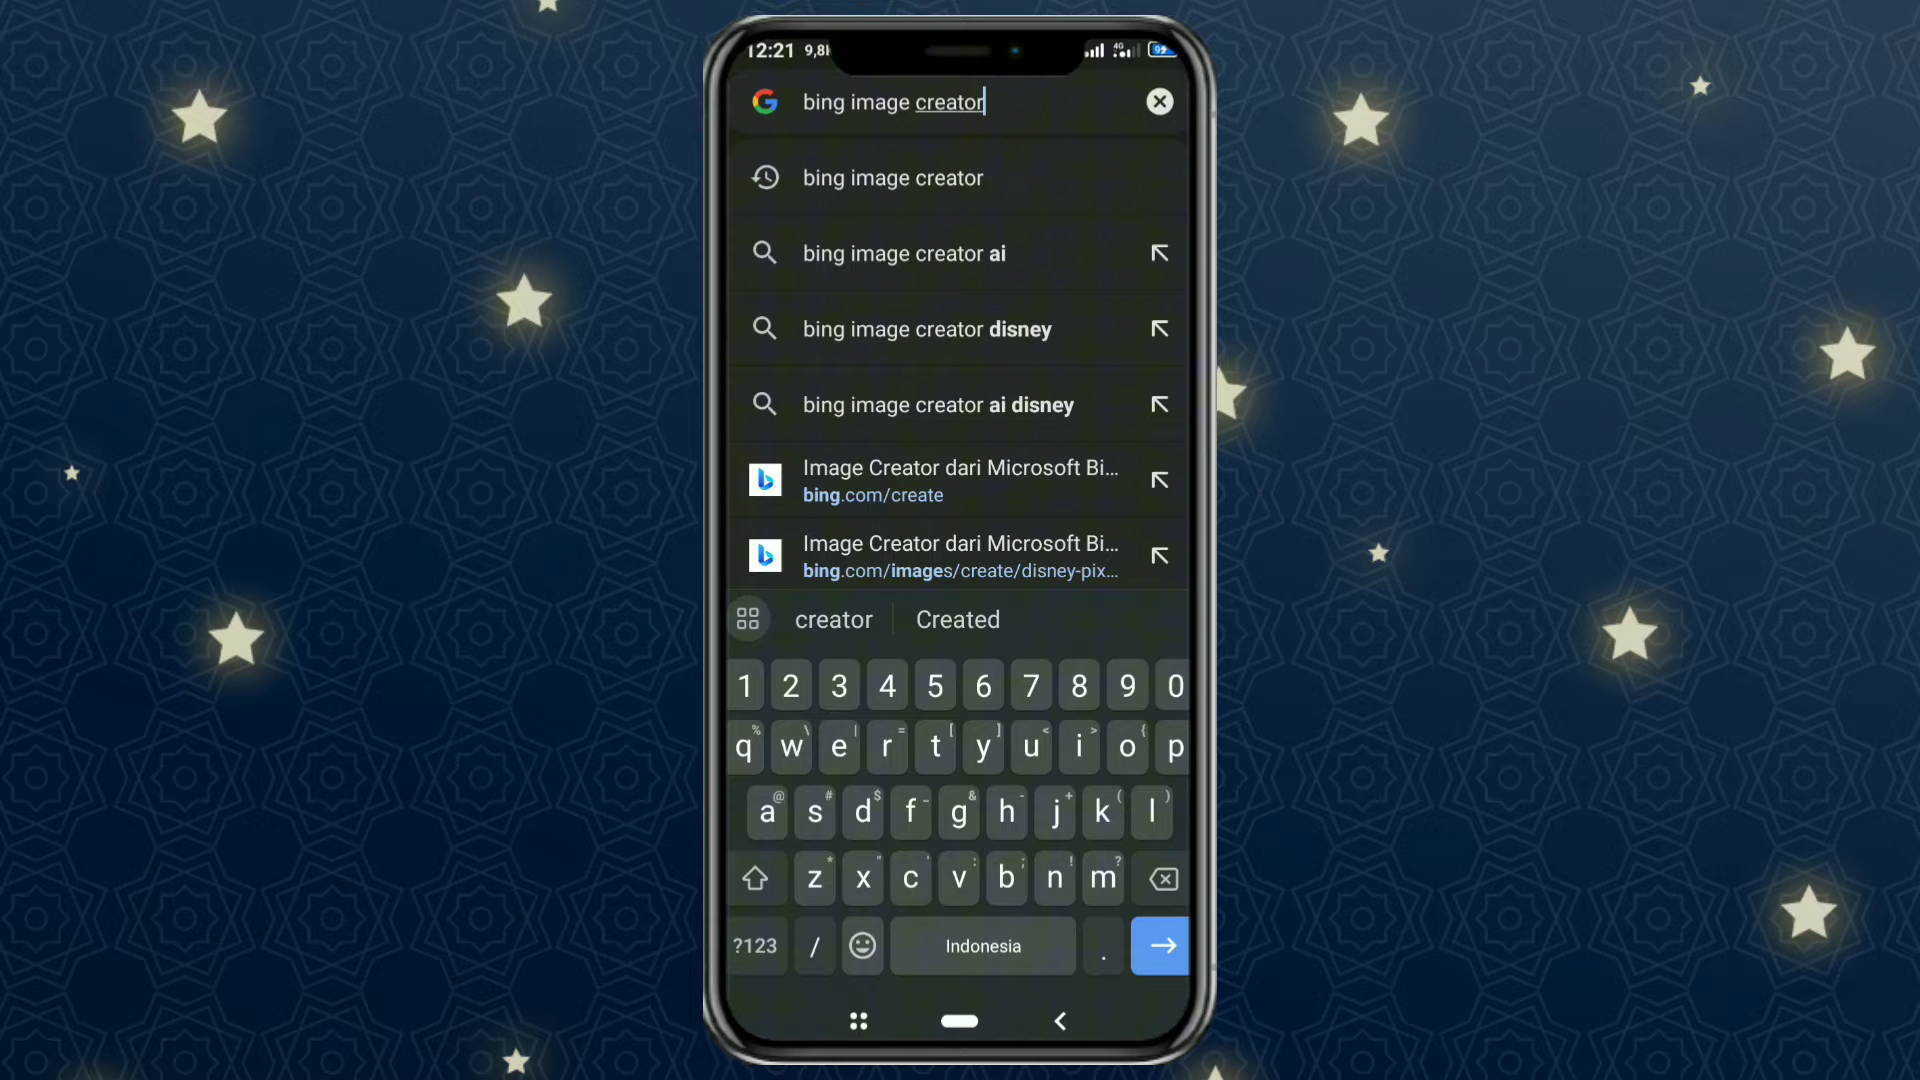 12:21 9,8
4G 92
bing image creator
bing image creator
bing image creator ai
bing image creator disney
bing image creator ai disney
Image Creator dari Microsoft Bi...
bing.com/create
Image Creator dari Microsoft Bi...
bing.com/images/create/disney-pix...
creator Created
1 2 3 4 5 6 7 8 9 0
% \ | = [ ] < > {
q w e r t y u i o p
@ # $ _ & - + ( )
a s d f g h j k l
* " ' : ; ! ?
z x c v b n m
?123 / Indonesia .